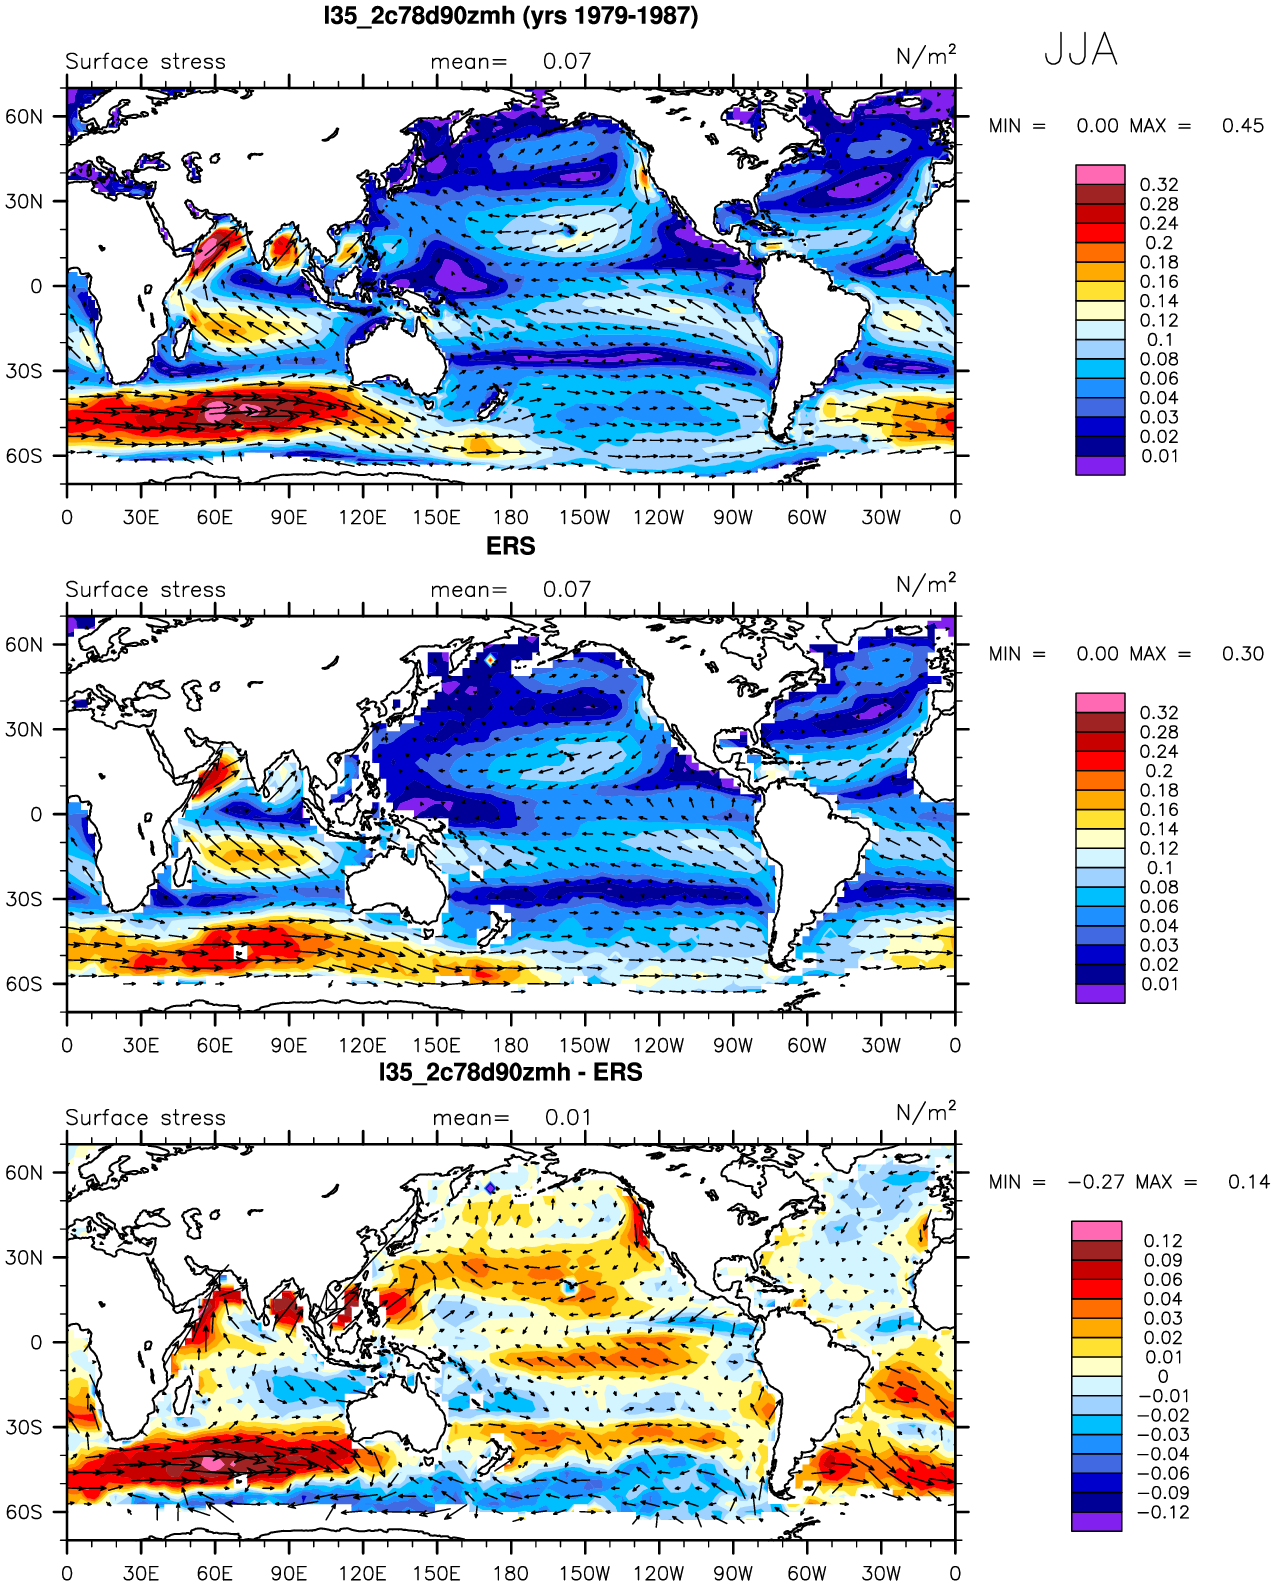 I35_2c78d90zmh (yrs 1979-1987)
Surface stress mean= 0.07 N/m²
JJA
MIN = 0.00 MAX = 0.45
60N
30N
0
30S
60S
0 30E 60E 90E 120E 150E 180 150W 120W 90W 60W 30W 0
0.32
0.28
0.24
0.2
0.18
0.16
0.14
0.12
0.1
0.08
0.06
0.04
0.03
0.02
0.01
ERS
Surface stress mean= 0.07 N/m²
MIN = 0.00 MAX = 0.30
60N
30N
0
30S
60S
0 30E 60E 90E 120E 150E 180 150W 120W 90W 60W 30W 0
0.32
0.28
0.24
0.2
0.18
0.16
0.14
0.12
0.1
0.08
0.06
0.04
0.03
0.02
0.01
I35_2c78d90zmh - ERS
Surface stress mean= 0.01 N/m²
MIN = −0.27 MAX = 0.14
60N
30N
0
30S
60S
0 30E 60E 90E 120E 150E 180 150W 120W 90W 60W 30W 0
0.12
0.09
0.06
0.04
0.03
0.02
0.01
0
−0.01
−0.02
−0.03
−0.04
−0.06
−0.09
−0.12